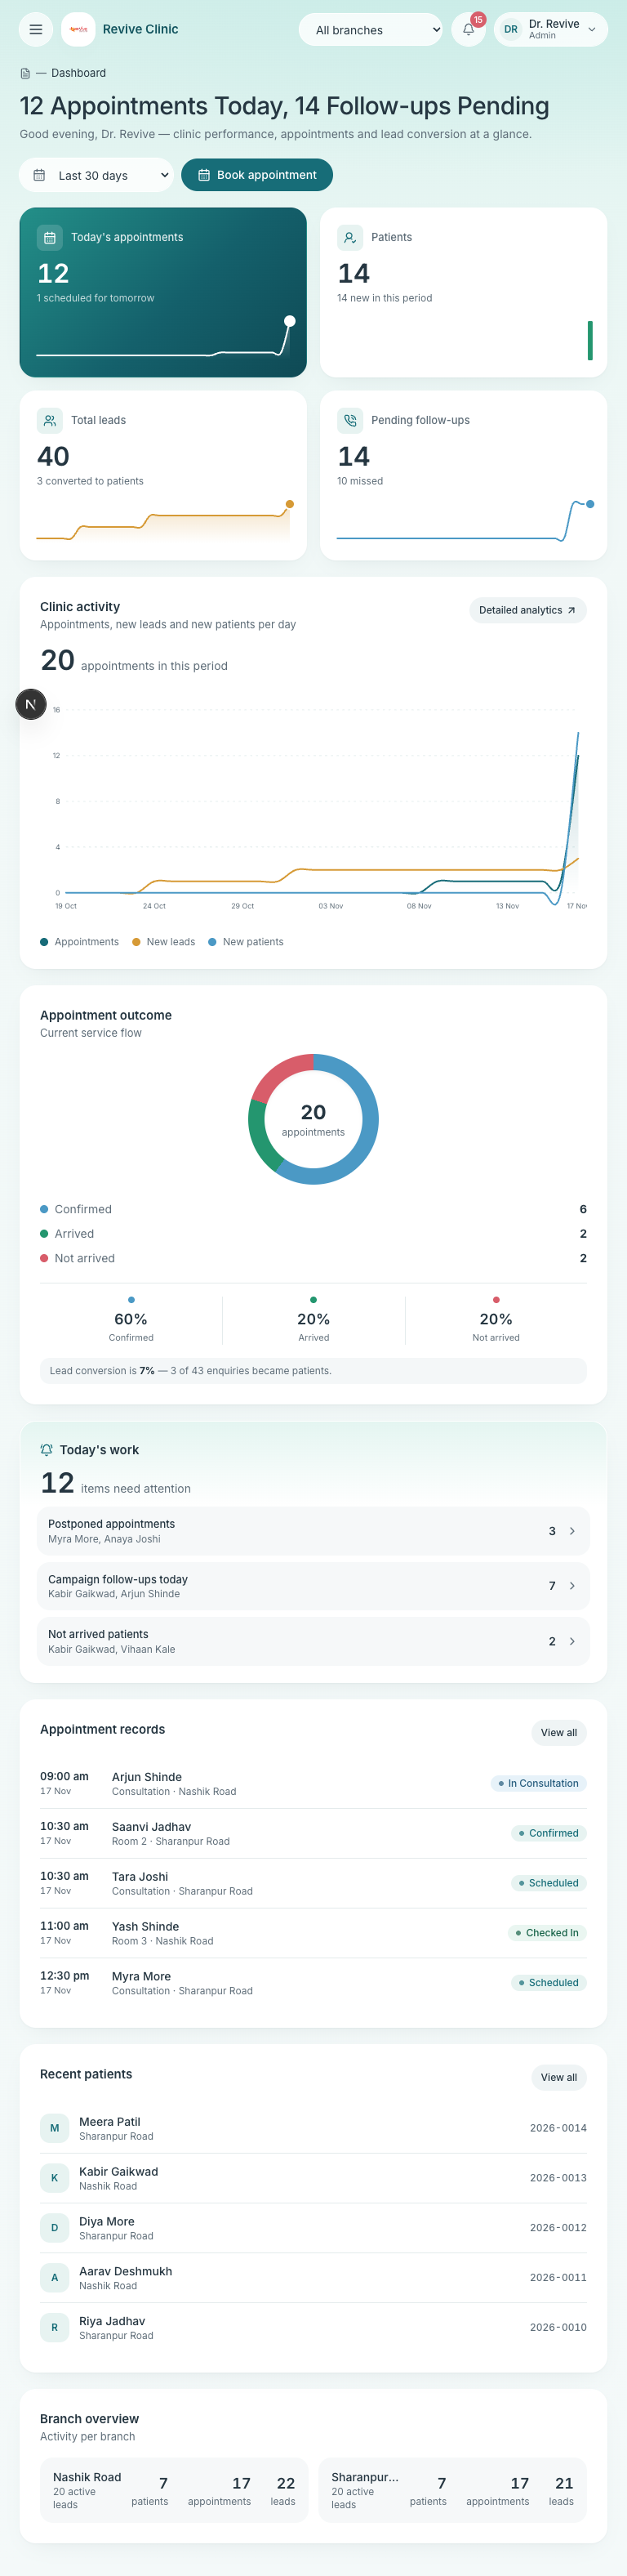 Revive Clinic
All branches
15
DR
Dr. Revive
Admin
— Dashboard
12 Appointments Today, 14 Follow-ups Pending
Good evening, Dr. Revive — clinic performance, appointments and lead conversion at a glance.
Last 30 days
Book appointment
Today's appointments
12
1 scheduled for tomorrow
Patients
14
14 new in this period
Total leads
40
3 converted to patients
Pending follow-ups
14
10 missed
Clinic activity
Appointments, new leads and new patients per day
Detailed analytics
20 appointments in this period
N
16
12
8
4
0
19 Oct 24 Oct 29 Oct 03 Nov 08 Nov 13 Nov 17 Nov
Appointments New leads New patients
Appointment outcome
Current service flow
20
appointments
Confirmed 6
Arrived 2
Not arrived 2
60% 20% 20%
Confirmed Arrived Not arrived
Lead conversion is 7% — 3 of 43 enquiries became patients.
Today's work
12 items need attention
Postponed appointments
Myra More, Anaya Joshi
3
Campaign follow-ups today
Kabir Gaikwad, Arjun Shinde
7
Not arrived patients
Kabir Gaikwad, Vihaan Kale
2
Appointment records
View all
09:00 am Arjun Shinde In Consultation
17 Nov Consultation · Nashik Road
10:30 am Saanvi Jadhav Confirmed
17 Nov Room 2 · Sharanpur Road
10:30 am Tara Joshi Scheduled
17 Nov Consultation · Sharanpur Road
11:00 am Yash Shinde Checked In
17 Nov Room 3 · Nashik Road
12:30 pm Myra More Scheduled
17 Nov Consultation · Sharanpur Road
Recent patients
View all
M Meera Patil 2026-0014
Sharanpur Road
K Kabir Gaikwad 2026-0013
Nashik Road
D Diya More 2026-0012
Sharanpur Road
A Aarav Deshmukh 2026-0011
Nashik Road
R Riya Jadhav 2026-0010
Sharanpur Road
Branch overview
Activity per branch
Nashik Road
20 active
leads
7 patients
17 appointments
22 leads
Sharanpur...
20 active
leads
7 patients
17 appointments
21 leads